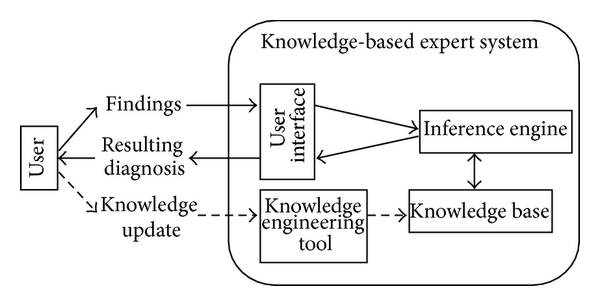 Knowledge-based expert system
Findings
User
interface
Inference engine
User
Resulting
diagnosis
Knowledge
update
Knowledge
engineering
tool
Knowledge base